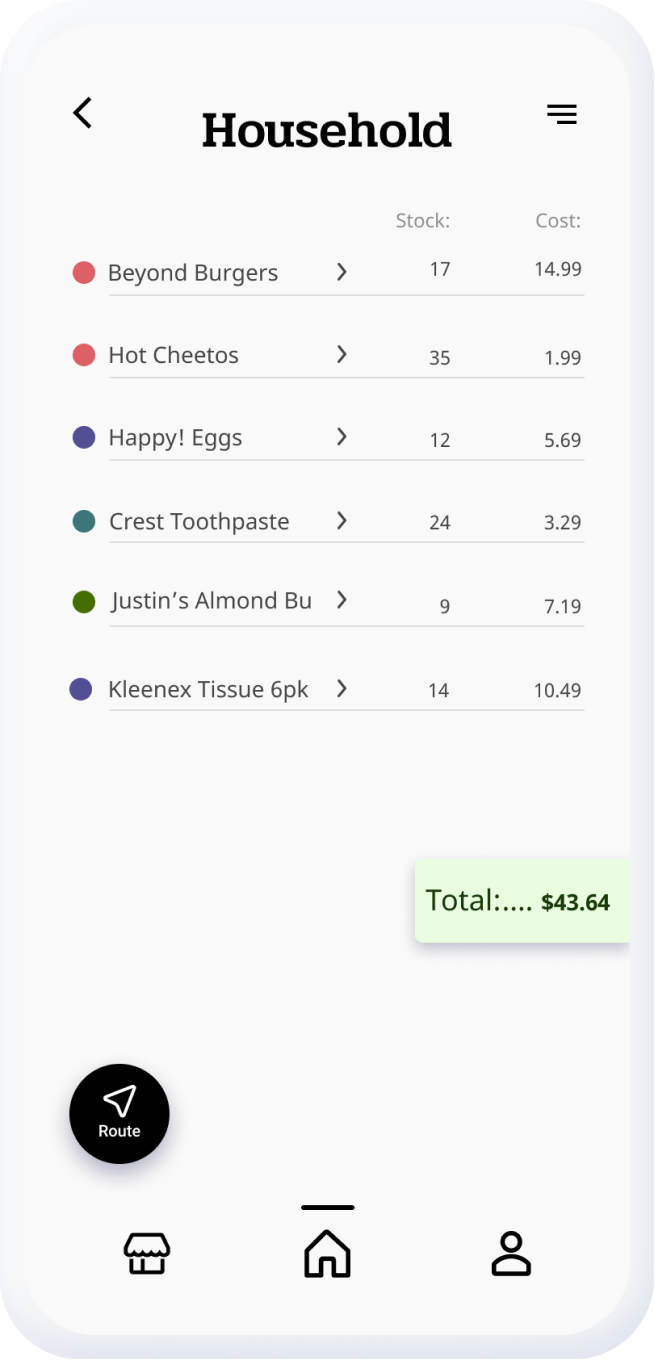 Household
Stock: Cost:
Beyond Burgers 17 14.99
Hot Cheetos 35 1.99
Happy! Eggs 12 5.69
Crest Toothpaste 24 3.29
Justin’s Almond Bu 9 7.19
Kleenex Tissue 6pk 14 10.49
Total:.... $43.64
Route